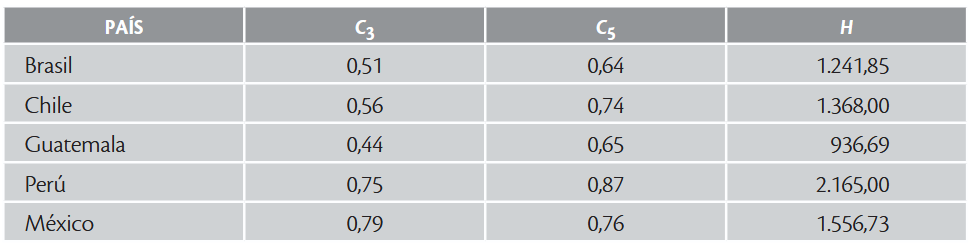 PAÍS C3 C5 H
Brasil 0,51 0,64 1.241,85
Chile 0,56 0,74 1.368,00
Guatemala 0,44 0,65 936,69
Perú 0,75 0,87 2.165,00
México 0,79 0,76 1.556,73